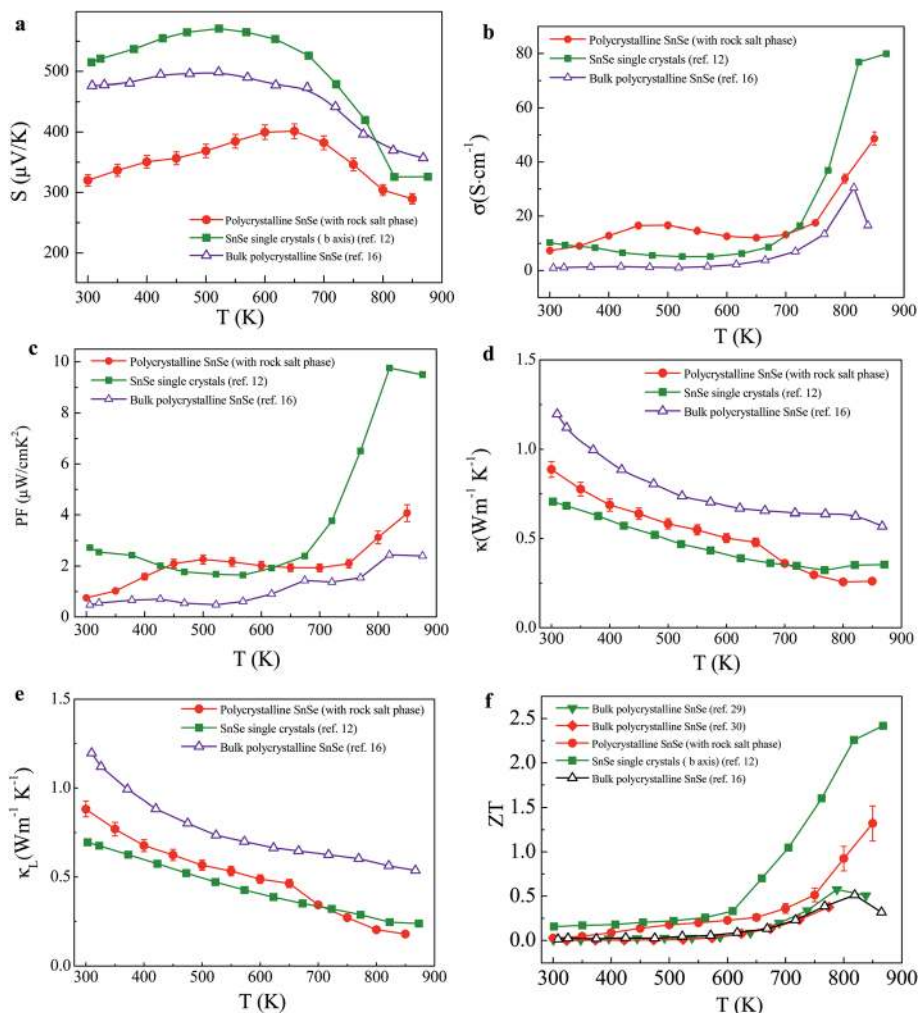 a
S (μV/K)
500
400
300
200
Polycrystalline SnSe (with rock salt phase)
SnSe single crystals ( b axis) (ref. 12)
Bulk polycrystalline SnSe (ref. 16)
300 400 500 600 700 800 900
T (K)
b
σ(S·cm⁻¹)
80
60
40
20
0
Polycrystalline SnSe (with rock salt phase)
SnSe single crystals (ref. 12)
Bulk polycrystalline SnSe (ref. 16)
300 400 500 600 700 800 900
T (K)
c
PF (μW/cmK²)
10
8
6
4
2
0
Polycrystalline SnSe (with rock salt phase)
SnSe single crystals (ref. 12)
Bulk polycrystalline SnSe (ref. 16)
300 400 500 600 700 800 900
T (K)
d
κ(Wm⁻¹ K⁻¹)
1.5
1.0
0.5
0.0
Polycrystalline SnSe (with rock salt phase)
SnSe single crystals (ref. 12)
Bulk polycrystalline SnSe (ref. 16)
300 400 500 600 700 800 900
T (K)
e
κL (Wm⁻¹ K⁻¹)
1.5
1.0
0.5
0.0
Polycrystalline SnSe (with rock salt phase)
SnSe single crystals (ref. 12)
Bulk polycrystalline SnSe (ref. 16)
300 400 500 600 700 800 900
T (K)
f
ZT
2.5
2.0
1.5
1.0
0.5
0.0
Bulk polycrystalline SnSe (ref. 29)
Bulk polycrystalline SnSe (ref. 30)
Polycrystalline SnSe (with rock salt phase)
SnSe single crystals ( b axis) (ref. 12)
Bulk polycrystalline SnSe (ref. 16)
300 400 500 600 700 800 900
T (K)